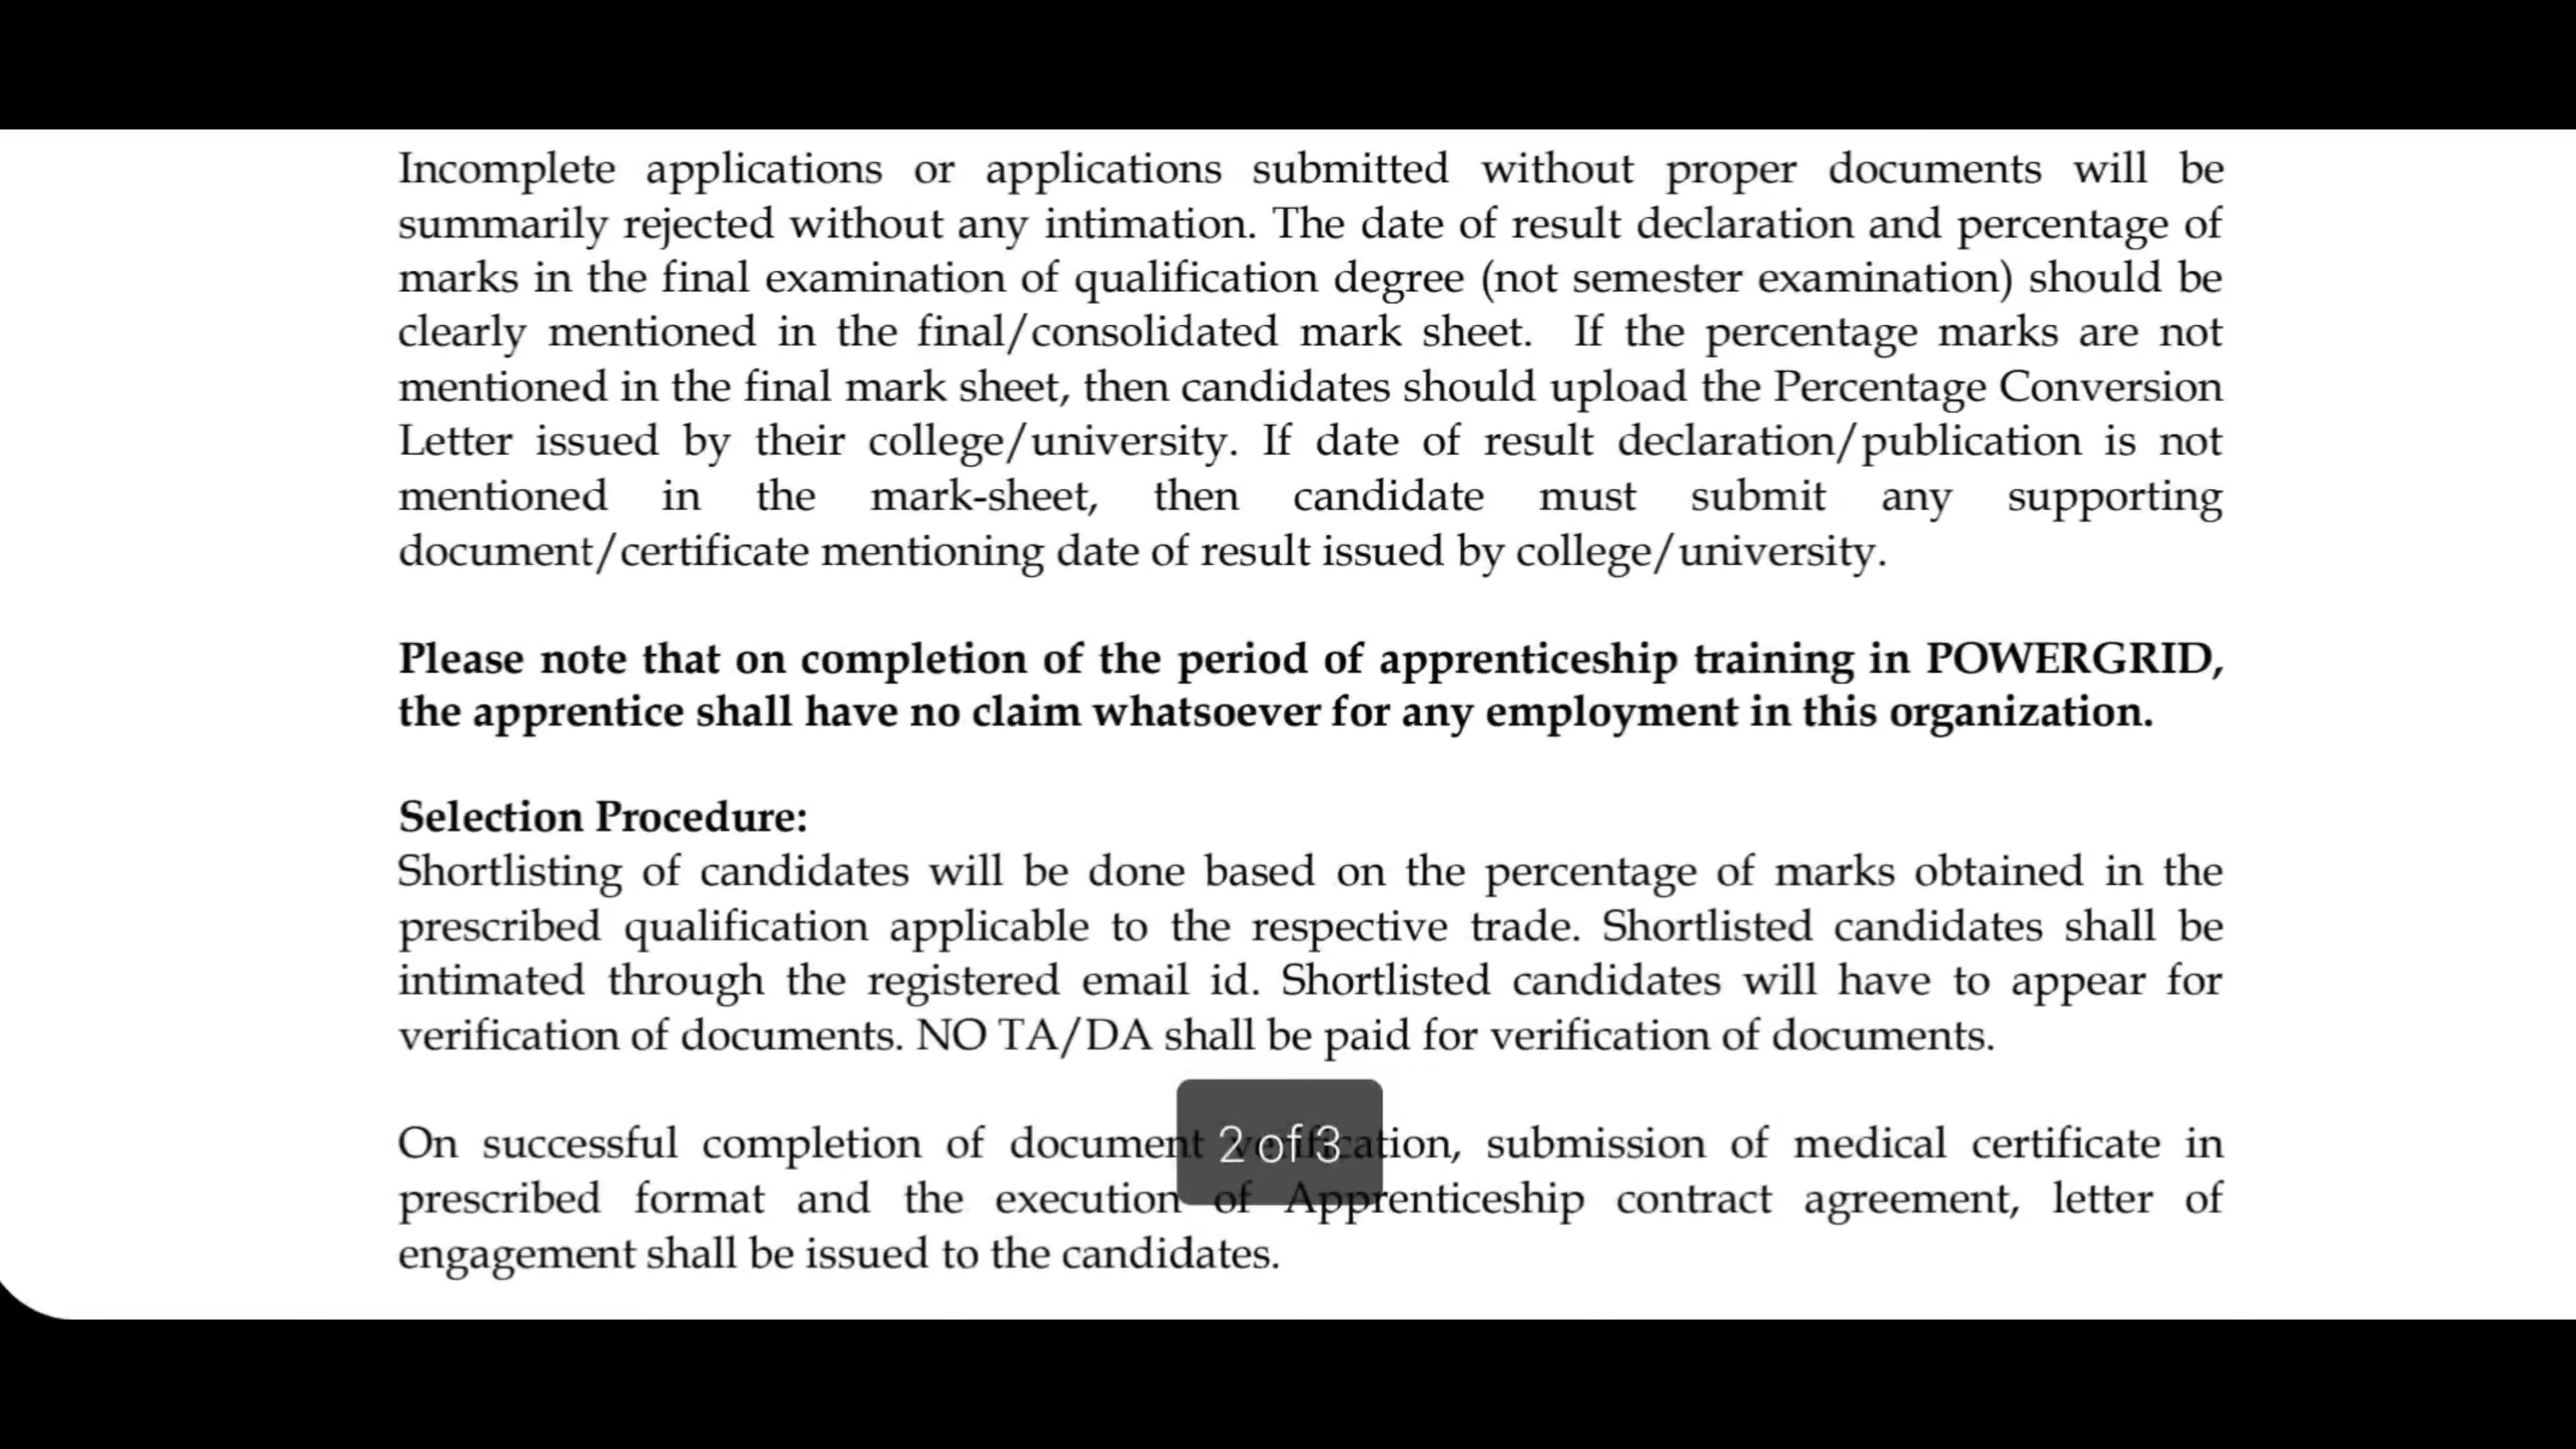 Incomplete applications or applications submitted without proper documents will be
summarily rejected without any intimation. The date of result declaration and percentage of
marks in the final examination of qualification degree (not semester examination) should be
clearly mentioned in the final/consolidated mark sheet. If the percentage marks are not
mentioned in the final mark sheet, then candidates should upload the Percentage Conversion
Letter issued by their college/university. If date of result declaration/publication is not
mentioned in the mark-sheet, then candidate must submit any supporting
document/certificate mentioning date of result issued by college/university.
Please note that on completion of the period of apprenticeship training in POWERGRID,
the apprentice shall have no claim whatsoever for any employment in this organization.
Selection Procedure:
Shortlisting of candidates will be done based on the percentage of marks obtained in the
prescribed qualification applicable to the respective trade. Shortlisted candidates shall be
intimated through the registered email id. Shortlisted candidates will have to appear for
verification of documents. NO TA/DA shall be paid for verification of documents.
On successful completion of document verification, submission of medical certificate in
2 of 3
prescribed format and the execution of Apprenticeship contract agreement, letter of
engagement shall be issued to the candidates.